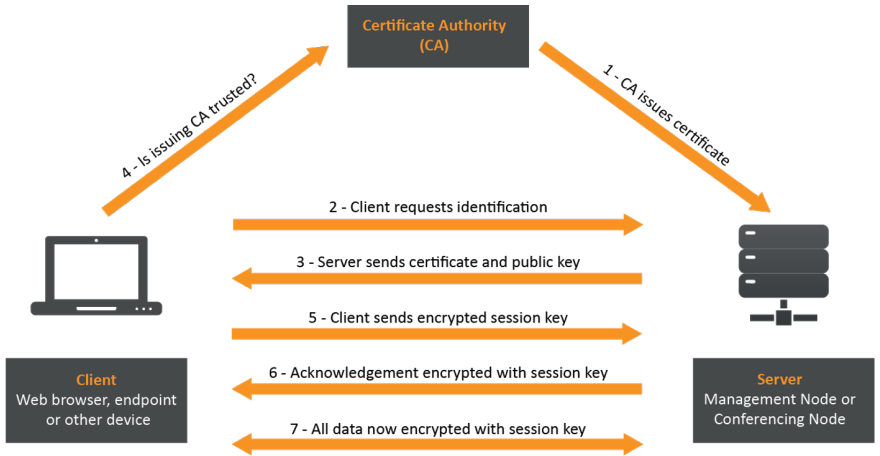 Certificate Authority
(CA)
4 - Is issuing CA trusted?
1 - CA issues certificate
2 - Client requests identification
3 - Server sends certificate and public key
5 - Client sends encrypted session key
6 - Acknowledgement encrypted with session key
7 - All data now encrypted with session key
Client
Web browser, endpoint
or other device
Server
Management Node or
Conferencing Node